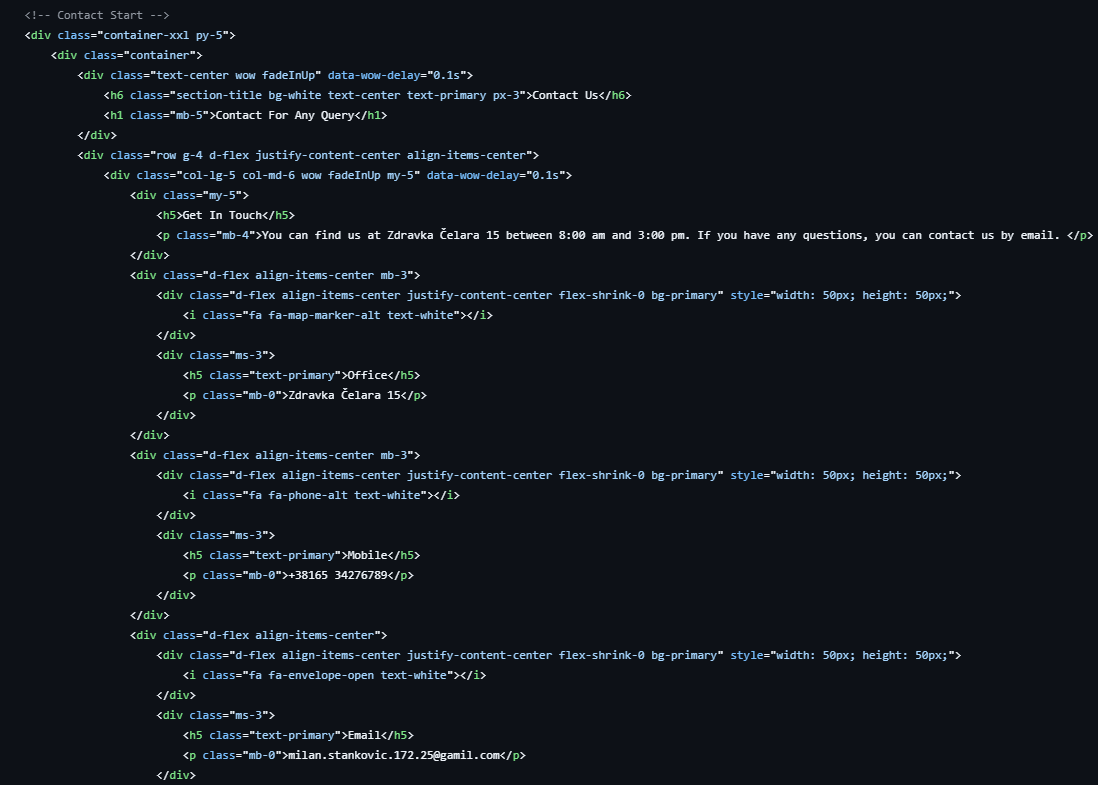 <!-- Contact Start -->
<div class="container-xxl py-5">
<div class="container">
<div class="text-center wow fadeInUp" data-wow-delay="0.1s">
<h6 class="section-title bg-white text-center text-primary px-3">Contact Us</h6>
<h1 class="mb-5">Contact For Any Query</h1>
</div>
<div class="row g-4 d-flex justify-content-center align-items-center">
<div class="col-lg-5 col-md-6 wow fadeInUp my-5" data-wow-delay="0.1s">
<div class="my-5">
<h5>Get In Touch</h5>
<p class="mb-4">You can find us at Zdravka Čelara 15 between 8:00 am and 3:00 pm. If you have any questions, you can contact us by email. </p>
</div>
<div class="d-flex align-items-center mb-3">
<div class="d-flex align-items-center justify-content-center flex-shrink-0 bg-primary" style="width: 50px; height: 50px;">
<i class="fa fa-map-marker-alt text-white"></i>
</div>
<div class="ms-3">
<h5 class="text-primary">Office</h5>
<p class="mb-0">Zdravka Čelara 15</p>
</div>
</div>
<div class="d-flex align-items-center mb-3">
<div class="d-flex align-items-center justify-content-center flex-shrink-0 bg-primary" style="width: 50px; height: 50px;">
<i class="fa fa-phone-alt text-white"></i>
</div>
<div class="ms-3">
<h5 class="text-primary">Mobile</h5>
<p class="mb-0">+38165 34276789</p>
</div>
</div>
<div class="d-flex align-items-center">
<div class="d-flex align-items-center justify-content-center flex-shrink-0 bg-primary" style="width: 50px; height: 50px;">
<i class="fa fa-envelope-open text-white"></i>
</div>
<div class="ms-3">
<h5 class="text-primary">Email</h5>
<p class="mb-0">milan.stankovic.172.25@gamil.com</p>
</div>